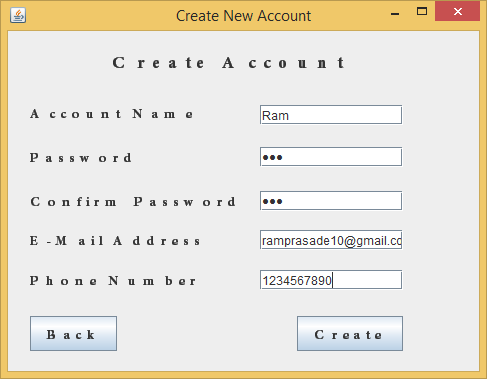 Create New Account
Create Account
Account Name Ram
Password •••
Confirm Password •••
E-Mail Address ramprasade10@gmail.co
Phone Number 1234567890
Back Create